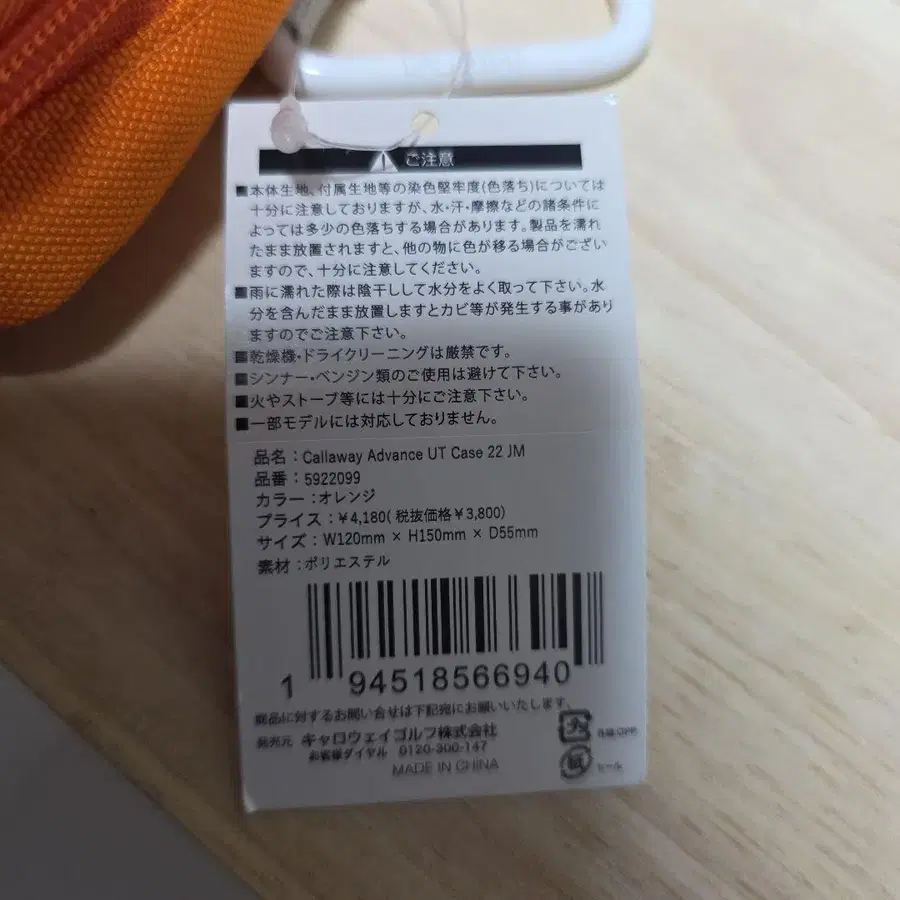 ご注意
■本体生地、付属生地等の染色堅牢度(色落ち)については
十分に注意しておりますが、水・汗・摩擦などの諸条件に
よっては多少の色落ちする場合があります。製品を濡れ
たまま放置されますと、他の物に色が移る場合がござい
ますので、十分に注意してください。
■雨に濡れた際は陰干しして水分をよく取って下さい。水
分を含んだまま放置しますとカビ等が発生する事があり
ますのでご注意下さい。
■乾燥機・ドライクリーニングは厳禁です。
■シンナー・ベンジン類のご使用は避けて下さい。
■火やストーブ等には十分にご注意下さい。
■一部モデルには対応しておりません。
品名：Callaway Advance UT Case 22 JM
品番：5922099
カラー：オレンジ
プライス：￥4,180( 税抜価格￥3,800)
サイズ：W120mm × H150mm × D55mm
素材：ポリエステル
1 94518566940
商品に対するお問い合せは下記宛にお願いいたします。
発売元 キャロウェイゴルフ株式会社
お客様ダイヤル 0120-300-147
MADE IN CHINA
プラ
紙
シール